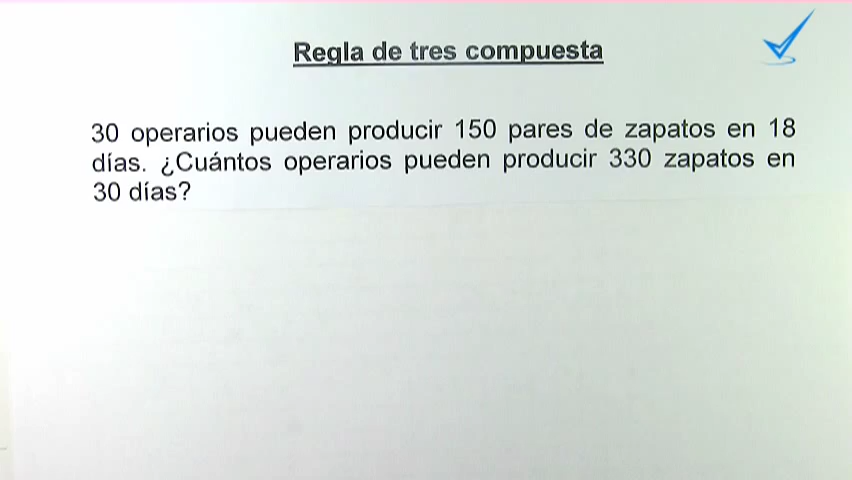 Regla de tres compuesta
30 operarios pueden producir 150 pares de zapatos en 18
días. ¿Cuántos operarios pueden producir 330 zapatos en
30 días?